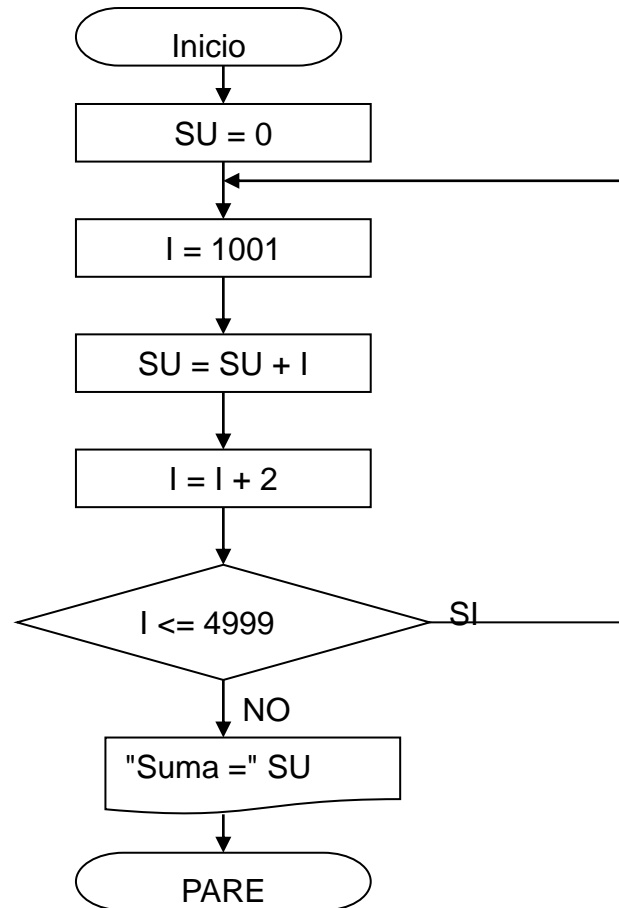 Inicio
SU = 0
I = 1001
SU = SU + I
I = I + 2
I <= 4999
SI
NO
"Suma =" SU
PARE